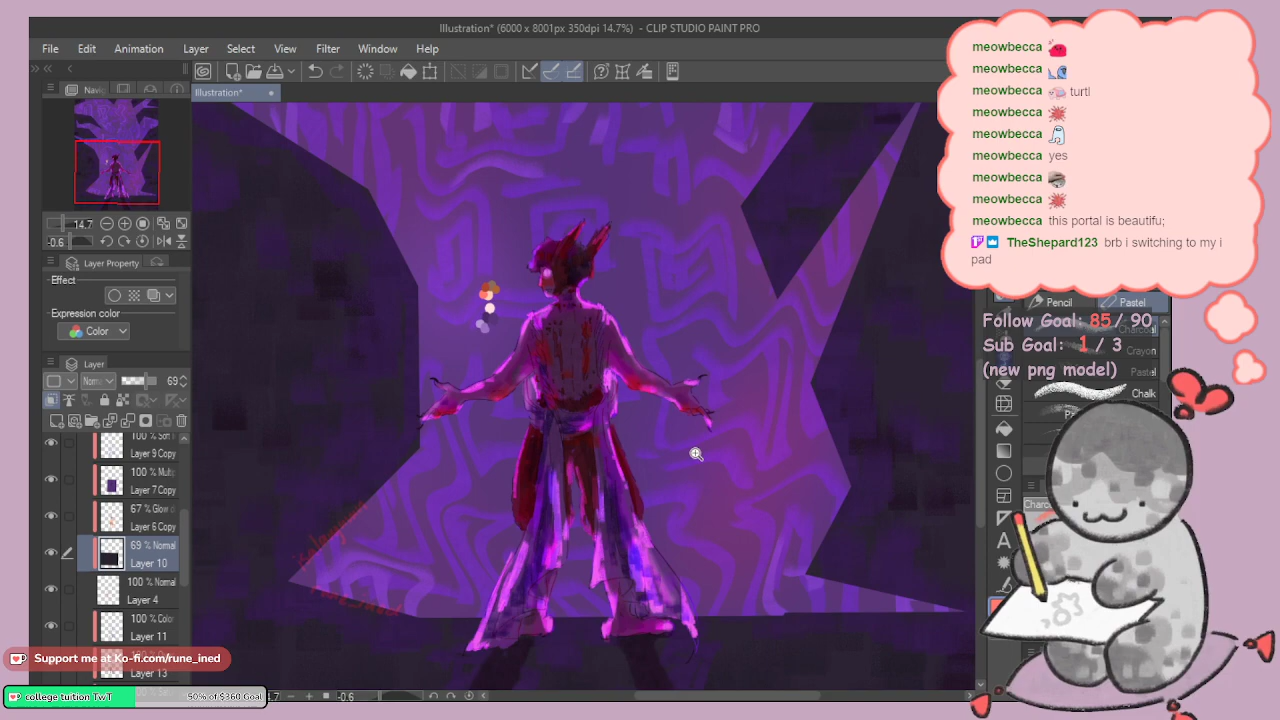 Illustration* (6000 x 8001px 350dpi 14.7%) - CLIP STUDIO PAINT PRO
File Edit Animation Layer Select View Filter Window Help
Illustration*
14.7
-0.6
Layer Property
Effect
Expression color
Color
Layer
69
Layer 9 Copy
100 %
Layer 7 Copy
67 %
Layer 6 Copy
69 % Normal
Layer 10
100 % Normal
Layer 4
Layer 11
Layer 13
-0.6
Support me at Ko-fi.com/rune_ined
college tuition TwT 50% of $360 Goal
meowbecca
meowbecca
meowbecca turtl
meowbecca
meowbecca
meowbecca yes
meowbecca
meowbecca
meowbecca this portal is beautifu;
TheShepard123 brb i switching to my i
pad
Pencil Pastel
Follow Goal: 85 / 90
Sub Goal: 1 / 3
(new png model)
Crayon
Pastel
Chalk